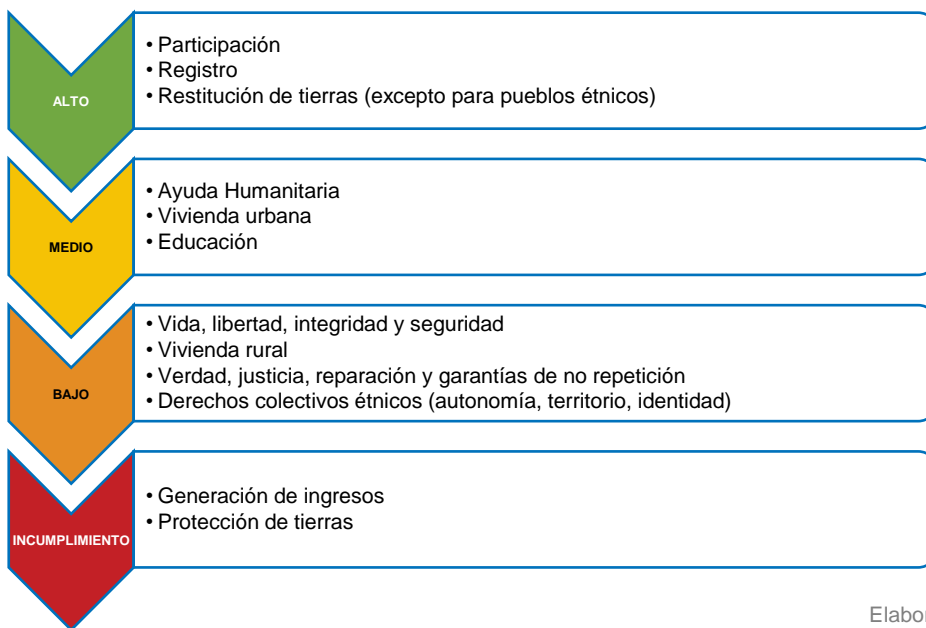 ALTO
• Participación
• Registro
• Restitución de tierras (excepto para pueblos étnicos)
MEDIO
• Ayuda Humanitaria
• Vivienda urbana
• Educación
BAJO
• Vida, libertad, integridad y seguridad
• Vivienda rural
• Verdad, justicia, reparación y garantías de no repetición
• Derechos colectivos étnicos (autonomía, territorio, identidad)
INCUMPLIMIENTO
• Generación de ingresos
• Protección de tierras
Elabor